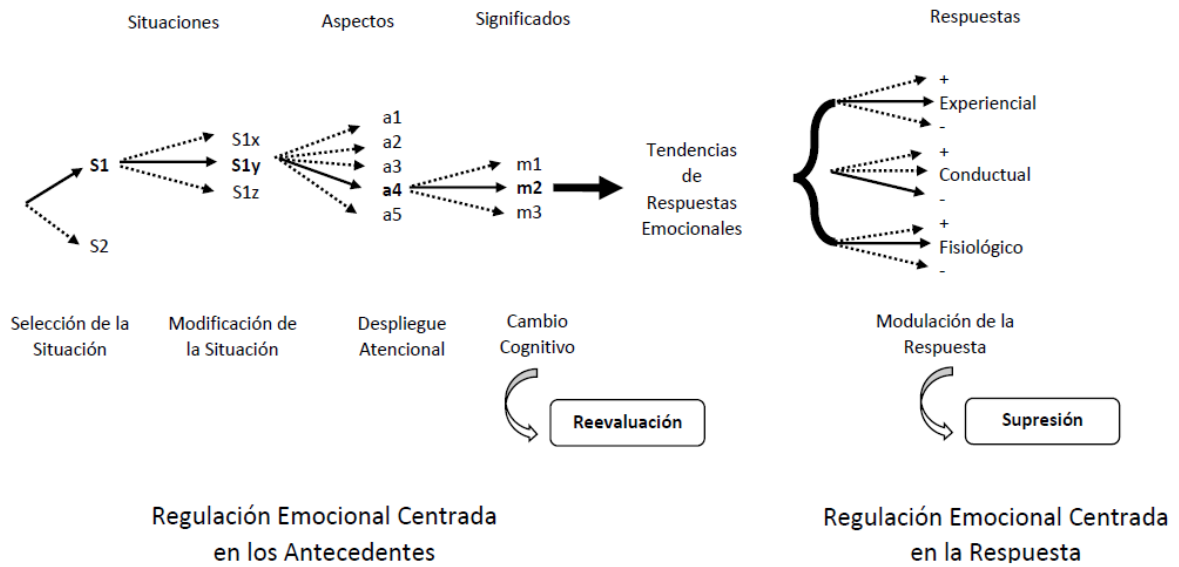 Situaciones
Aspectos
Significados
Respuestas
S1
S2
S1x
S1y
S1z
a1
a2
a3
a4
a5
m1
m2
m3
Tendencias
de
Respuestas
Emocionales
+
Experiencial
-
+
Conductual
-
+
Fisiológico
-
Selección de la
Situación
Modificación de
la Situación
Despliegue
Atencional
Cambio
Cognitivo
Modulación de la
Respuesta
Reevaluación
Supresión
Regulación Emocional Centrada
en los Antecedentes
Regulación Emocional Centrada
en la Respuesta